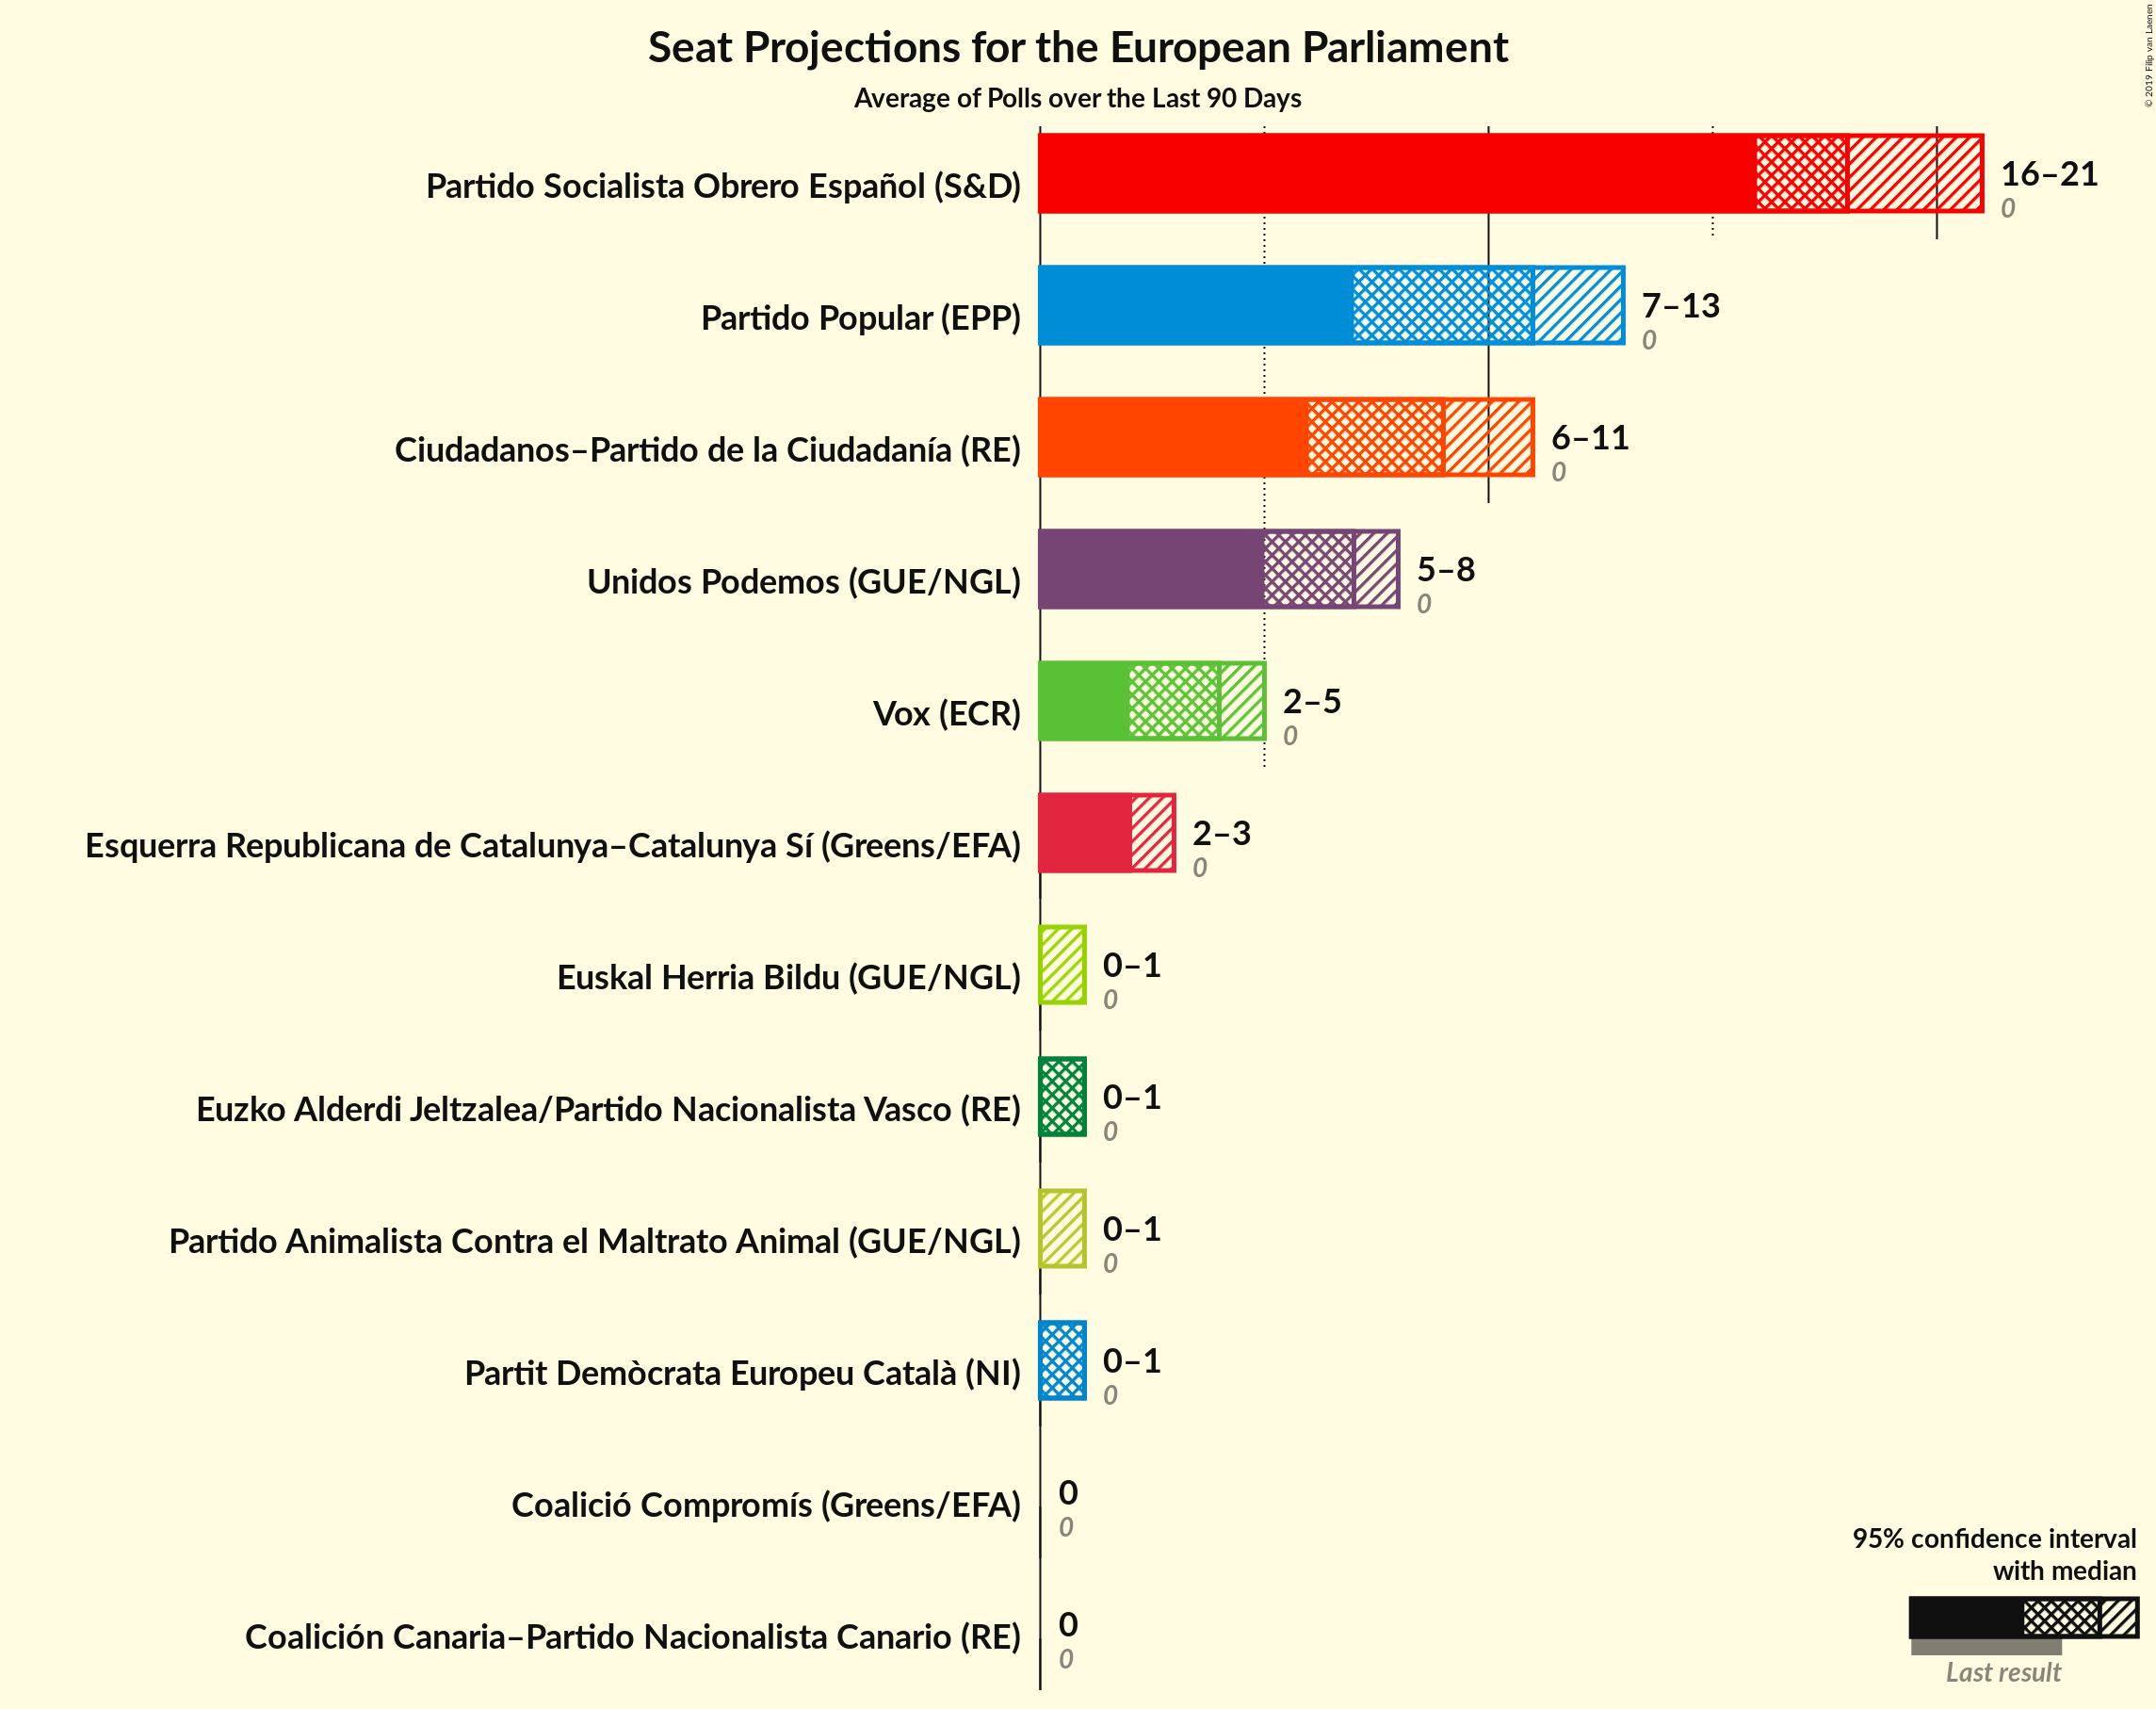 Seat Projections for the European Parliament
Average of Polls over the Last 90 Days
© 2019 Filip van Laenen
Partido Socialista Obrero Español (S&D)
16–21
0
Partido Popular (EPP)
7–13
0
Ciudadanos–Partido de la Ciudadanía (RE)
6–11
0
Unidos Podemos (GUE/NGL)
5–8
0
Vox (ECR)
2–5
0
Esquerra Republicana de Catalunya–Catalunya Sí (Greens/EFA)
2–3
0
Euskal Herria Bildu (GUE/NGL)
0–1
0
Euzko Alderdi Jeltzalea/Partido Nacionalista Vasco (RE)
0–1
0
Partido Animalista Contra el Maltrato Animal (GUE/NGL)
0–1
0
Partit Demòcrata Europeu Català (NI)
0–1
0
Coalició Compromís (Greens/EFA)
0
0
Coalición Canaria–Partido Nacionalista Canario (RE)
0
0
95% confidence interval
with median
Last result